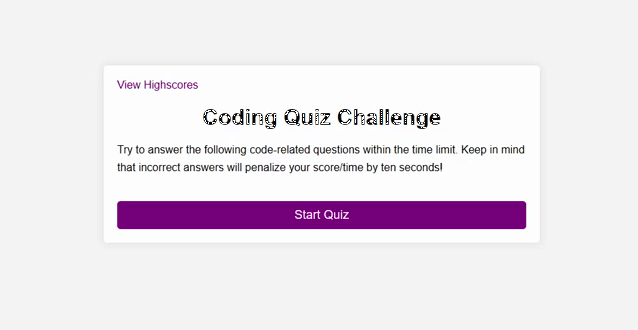 View Highscores
Coding Quiz Challenge
Try to answer the following code-related questions within the time limit. Keep in mind
that incorrect answers will penalize your score/time by ten seconds!
Start Quiz